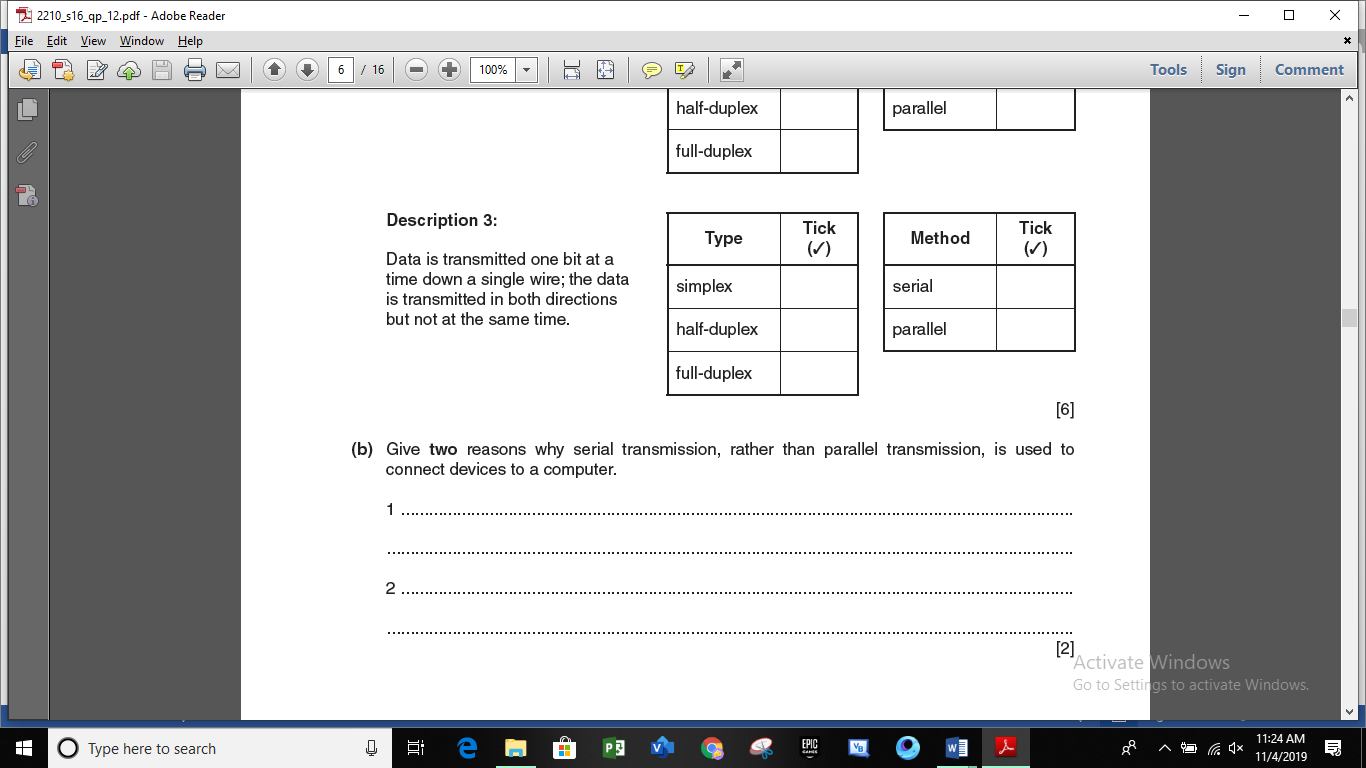 2210_s16_qp_12.pdf - Adobe Reader
File Edit View Window Help
6 / 16 100% Tools Sign Comment
half-duplex parallel
full-duplex
Description 3:
Data is transmitted one bit at a
time down a single wire; the data
is transmitted in both directions
but not at the same time.
Type Tick
(✓)
simplex
half-duplex
full-duplex
Method Tick
(✓)
serial
parallel
[6]
(b) Give two reasons why serial transmission, rather than parallel transmission, is used to
connect devices to a computer.
1 ................................................................
................................................................
2 ................................................................
................................................................
[2]
Activate Windows
Go to Settings to activate Windows.
Type here to search
11:24 AM
11/4/2019